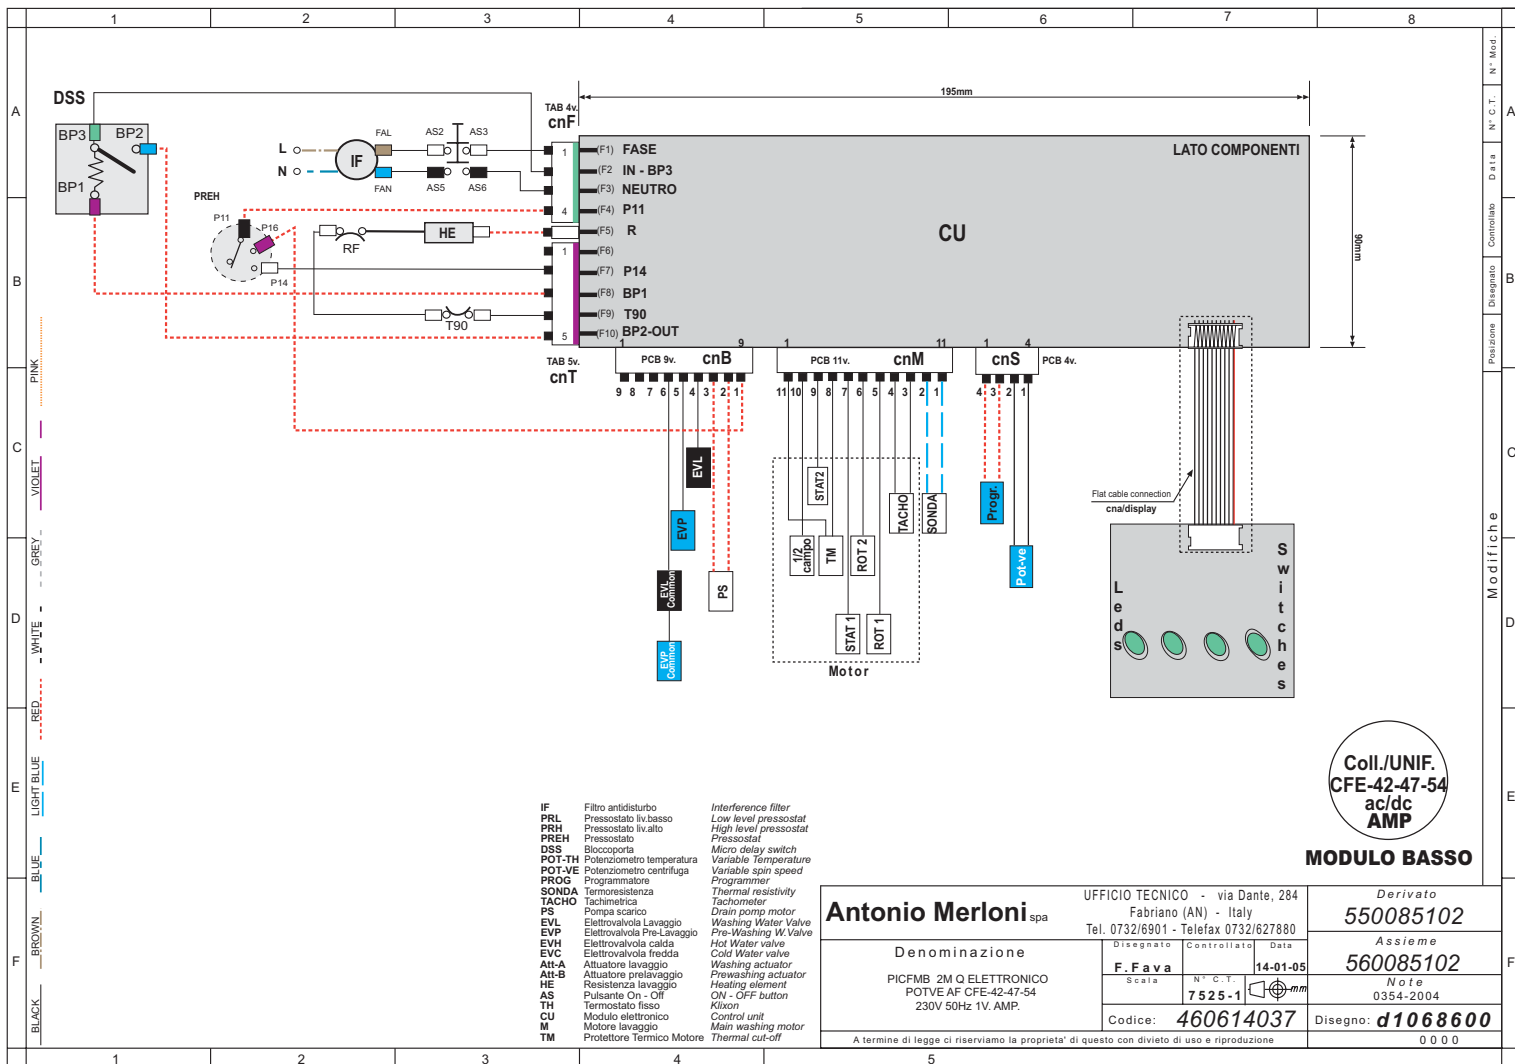 1 2 3 4 5 6 7 8
A B C D E F
DSS
BP3
BP2
BP1
L
N
IF
FAL
FAN
AS2
AS3
AS5
AS6
PREH
P11
P16
P14
RF
HE
T90
TAB 4v.
cnF
1
4
1
5
TAB 5v.
cnT
195mm
90mm
LATO COMPONENTI
CU
(F1) FASE
(F2 IN - BP3
(F3) NEUTRO
(F4) P11
(F5) R
(F6)
(F7) P14
(F8) BP1
(F9) T90
(F10) BP2-OUT
1 9
PCB 9v. cnB
9 8 7 6 5 4 3 2 1
1 11
PCB 11v. cnM
11 10 9 8 7 6 5 4 3 2 1
1 4
cnS PCB 4v.
4 3 2 1
EVL
EVP
EVL Common
EVP Common
PS
STAT2
1/2 campo
TM
ROT 2
STAT 1
ROT 1
TACHO
SONDA
Motor
Progr.
Pot-ve
Flat cable connection
cna/display
Leds
Switches
PINK
VIOLET
GREY
WHITE
RED
LIGHT BLUE
BLUE
BROWN
BLACK
N° Mod.
N° C.T.
Data
Controllato
Disegnato
Posizione
Modifiche
A B C D E F
Coll./UNIF.
CFE-42-47-54
ac/dc
AMP
MODULO BASSO
IF Filtro antidisturbo Interference filter
PRL Pressostato liv.basso Low level pressostat
PRH Pressostato liv.alto High level pressostat
PREH Pressostato Pressostat
DSS Bloccoporta Micro delay switch
POT-TH Potenziometro temperatura Variable Temperature
POT-VE Potenziometro centrifuga Variable spin speed
PROG Programmatore Programmer
SONDA Termoresistenza Thermal resistivity
TACHO Tachimetrica Tachometer
PS Pompa scarico Drain pomp motor
EVL Elettrovalvola Lavaggio Washing Water Valve
EVP Elettrovalvola Pre-Lavaggio Pre-Washing W.Valve
EVH Elettrovalvola calda Hot Water valve
EVC Elettrovalvola fredda Cold Water valve
Att-A Attuatore lavaggio Washing actuator
Att-B Attuatore prelavaggio Prewashing actuator
HE Resistenza lavaggio Heating element
AS Pulsante On - Off ON - OFF button
TH Termostato fisso Klixon
CU Modulo elettronico Control unit
M Motore lavaggio Main washing motor
TM Protettore Termico Motore Thermal cut-off
Antonio Merloni spa
UFFICIO TECNICO - via Dante, 284
Fabriano (AN) - Italy
Tel. 0732/6901 - Telefax 0732/627880
Denominazione
PICFMB 2M Q ELETTRONICO
POTVE AF CFE-42-47-54
230V 50Hz 1V. AMP.
Disegnato Controllato Data
F.Fava 14-01-05
Scala N° C.T.
7525-1 mm
Codice: 460614037
Derivato
550085102
Assieme
560085102
Note
0354-2004
Disegno: d1068600
0000
A termine di legge ci riserviamo la proprieta' di questo con divieto di uso e riproduzione
1 2 3 4 5